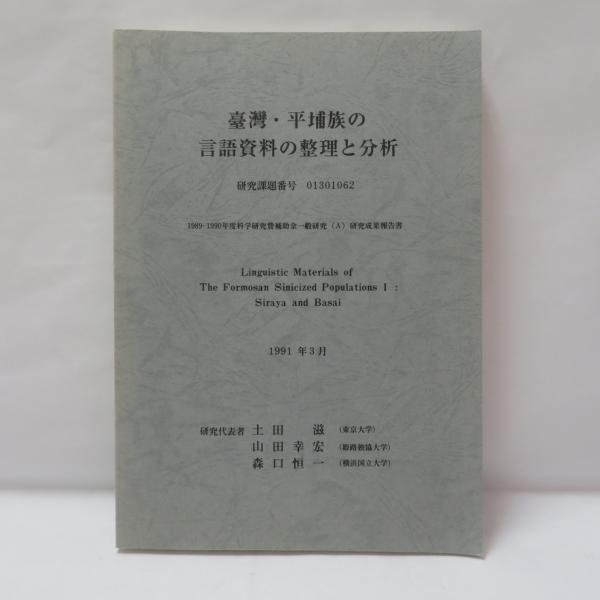 臺灣・平埔族の
言語資料の整理と分析
研究課題番号 01301062
1989-1990年度科学研究費補助金一般研究（A）研究成果報告書
Linguistic Materials of
The Formosan Sinicized Populations I :
Siraya and Basai
1991 年3月
研究代表者 土田 滋 （東京大学）
山田幸宏 （姫路独協大学）
森口恒一 （横浜国立大学）